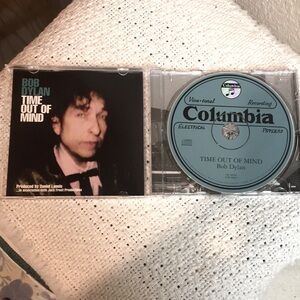 BOB
DYLAN
TIME
OUT OF
MIND
Produced by Daniel Lanois
in association with Jack Frost Productions
Columbia
Viva-tonal Recording
Columbia
ELECTRICAL PROCESS
TIME OUT OF MIND
Bob Dylan